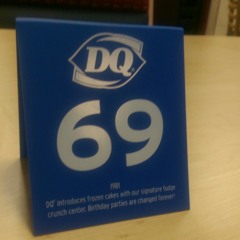 DQ
69
1981
DQ® introduces frozen cakes with our signature fudge
crunch center. Birthday parties are changed forever!